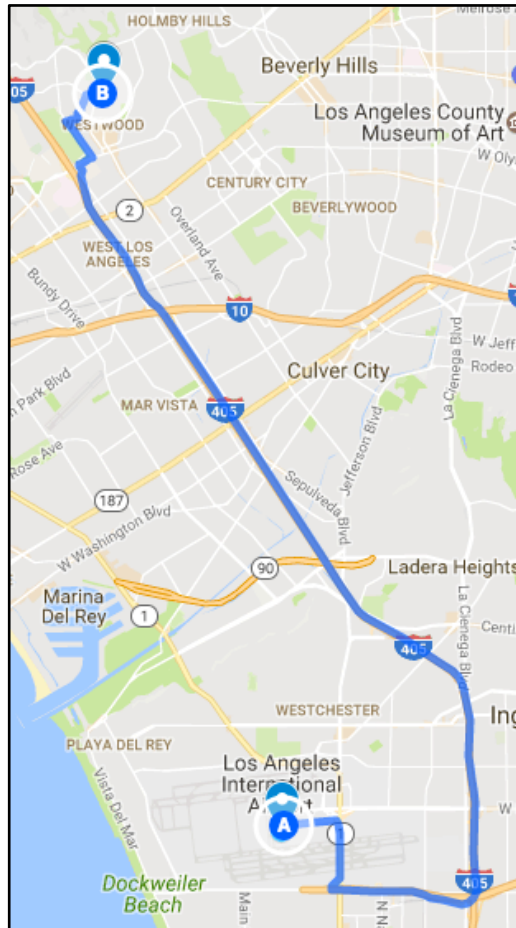 HOLMBY HILLS
Melrose A
05
Beverly Hills
B
WESTWOOD
Los Angeles County
Museum of Art
W Oly
CENTURY CITY
2
BEVERLYWOOD
Overland Ave
WEST LOS
ANGELES
Bundy Drive
10
La Cienega Blvd
W Jeff
Rodeo
Culver City
n Park Blvd
MAR VISTA
405
Jefferson Blvd
Rose Ave
Sepulveda Blvd
187
W Washington Blvd
90
Ladera Heights
Marina
Del Rey
1
La Cienega Blvd
Centi
405
WESTCHESTER
Ing
PLAYA DEL REY
Los Angeles
International
A t
Vista Del Mar
W
A
1
405
Dockweiler
Beach
Main
N Na